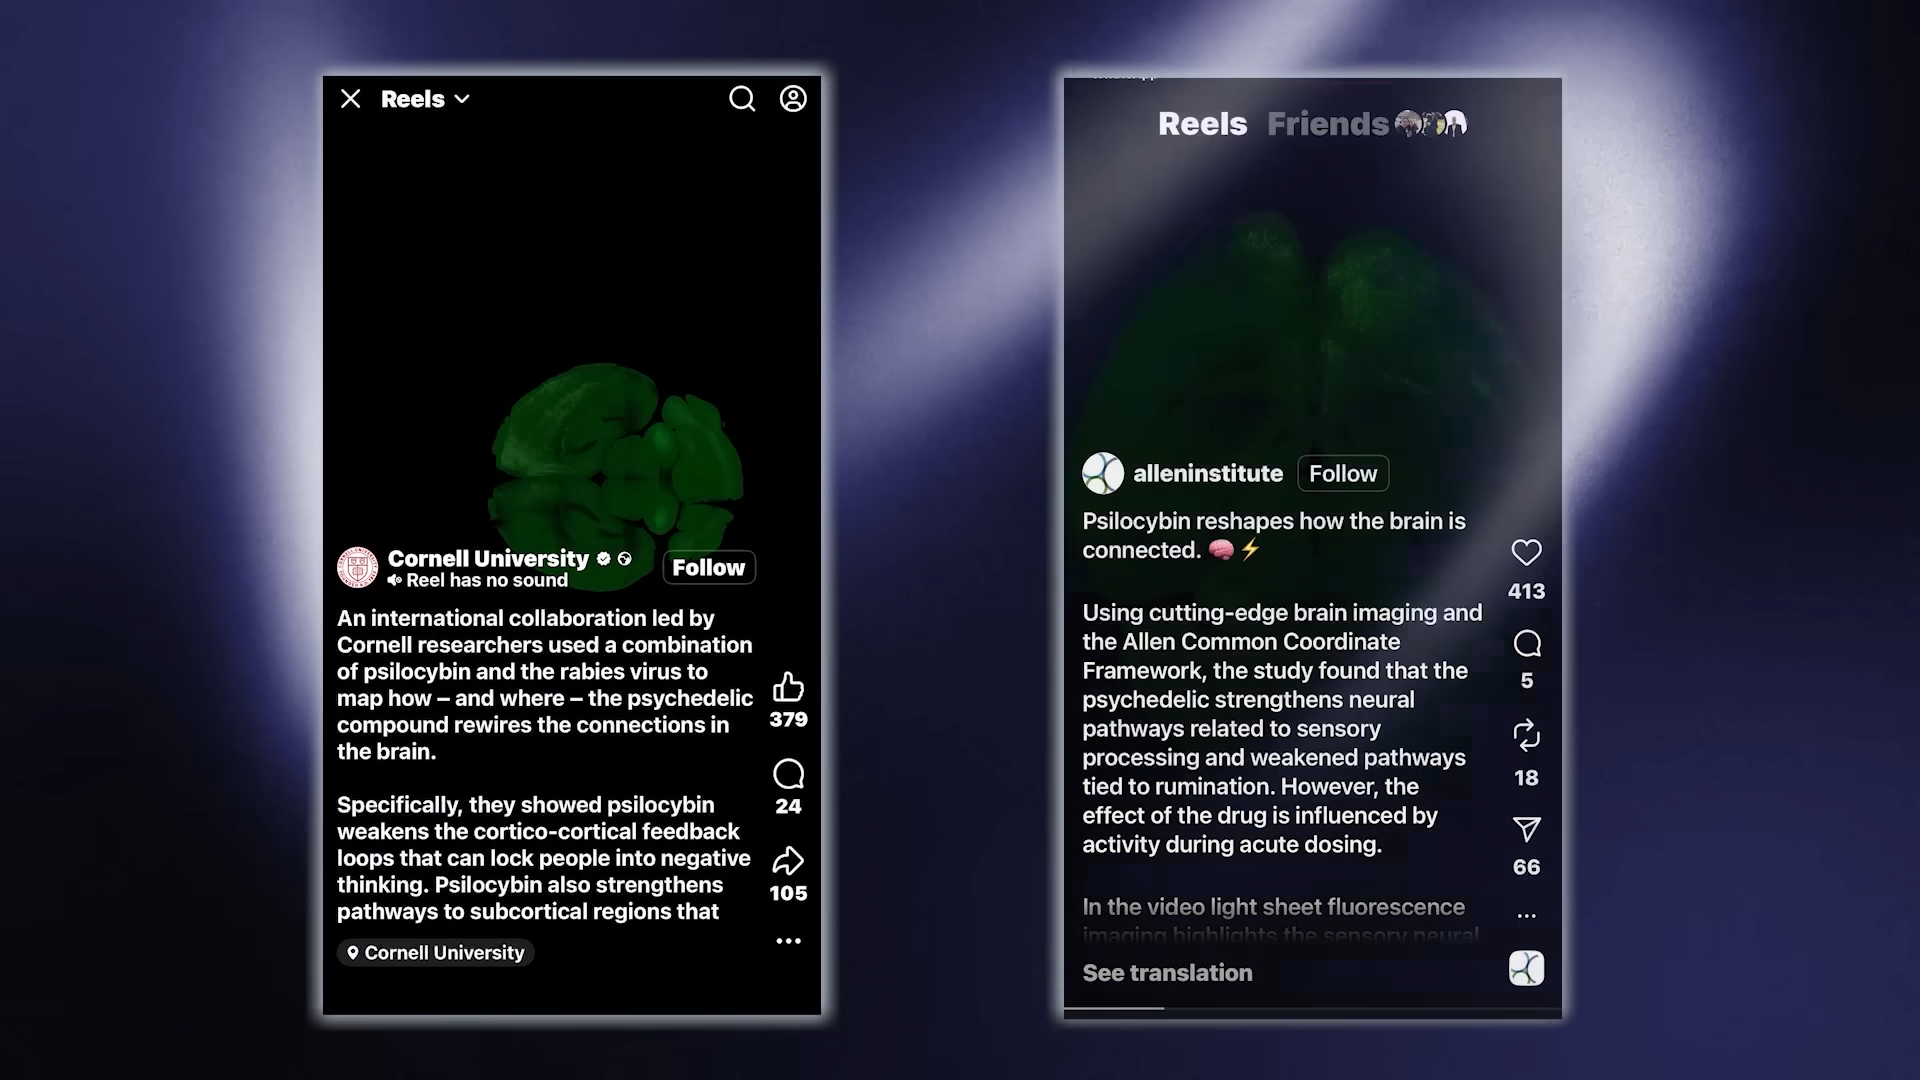 Reels
Cornell University
Reel has no sound
Follow
An international collaboration led by
Cornell researchers used a combination
of psilocybin and the rabies virus to
map how – and where – the psychedelic
compound rewires the connections in
the brain.
Specifically, they showed psilocybin
weakens the cortico-cortical feedback
loops that can lock people into negative
thinking. Psilocybin also strengthens
pathways to subcortical regions that
Cornell University
379
24
105
Reels Friends
alleninstitute Follow
Psilocybin reshapes how the brain is
connected. 🧠⚡
Using cutting-edge brain imaging and
the Allen Common Coordinate
Framework, the study found that the
psychedelic strengthens neural
pathways related to sensory
processing and weakened pathways
tied to rumination. However, the
effect of the drug is influenced by
activity during acute dosing.
In the video light sheet fluorescence
imaging highlights the sensory neural
See translation
413
5
18
66